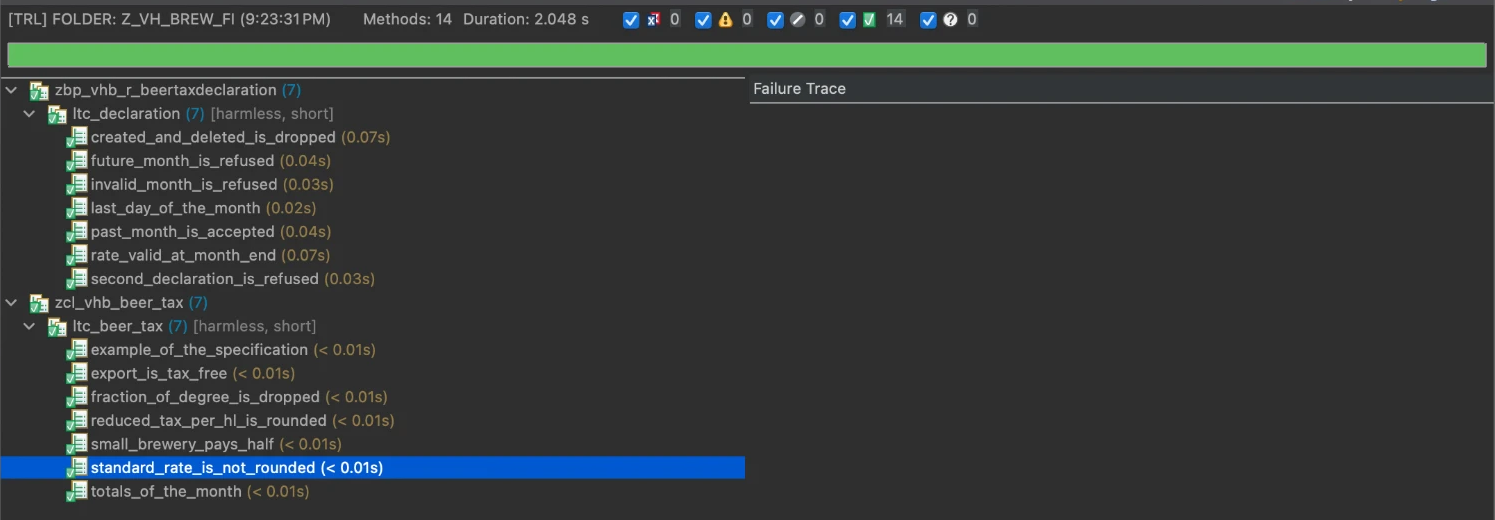 [TRL] FOLDER: Z_VH_BREW_FI (9:23:31 PM) Methods: 14 Duration: 2.048 s 0 0 0 14 0
zbp_vhb_r_beertaxdeclaration (7)
Failure Trace
ltc_declaration (7) [harmless, short]
created_and_deleted_is_dropped (0.07s)
future_month_is_refused (0.04s)
invalid_month_is_refused (0.03s)
last_day_of_the_month (0.02s)
past_month_is_accepted (0.04s)
rate_valid_at_month_end (0.07s)
second_declaration_is_refused (0.03s)
zcl_vhb_beer_tax (7)
ltc_beer_tax (7) [harmless, short]
example_of_the_specification (< 0.01s)
export_is_tax_free (< 0.01s)
fraction_of_degree_is_dropped (< 0.01s)
reduced_tax_per_hl_is_rounded (< 0.01s)
small_brewery_pays_half (< 0.01s)
standard_rate_is_not_rounded (< 0.01s)
totals_of_the_month (< 0.01s)